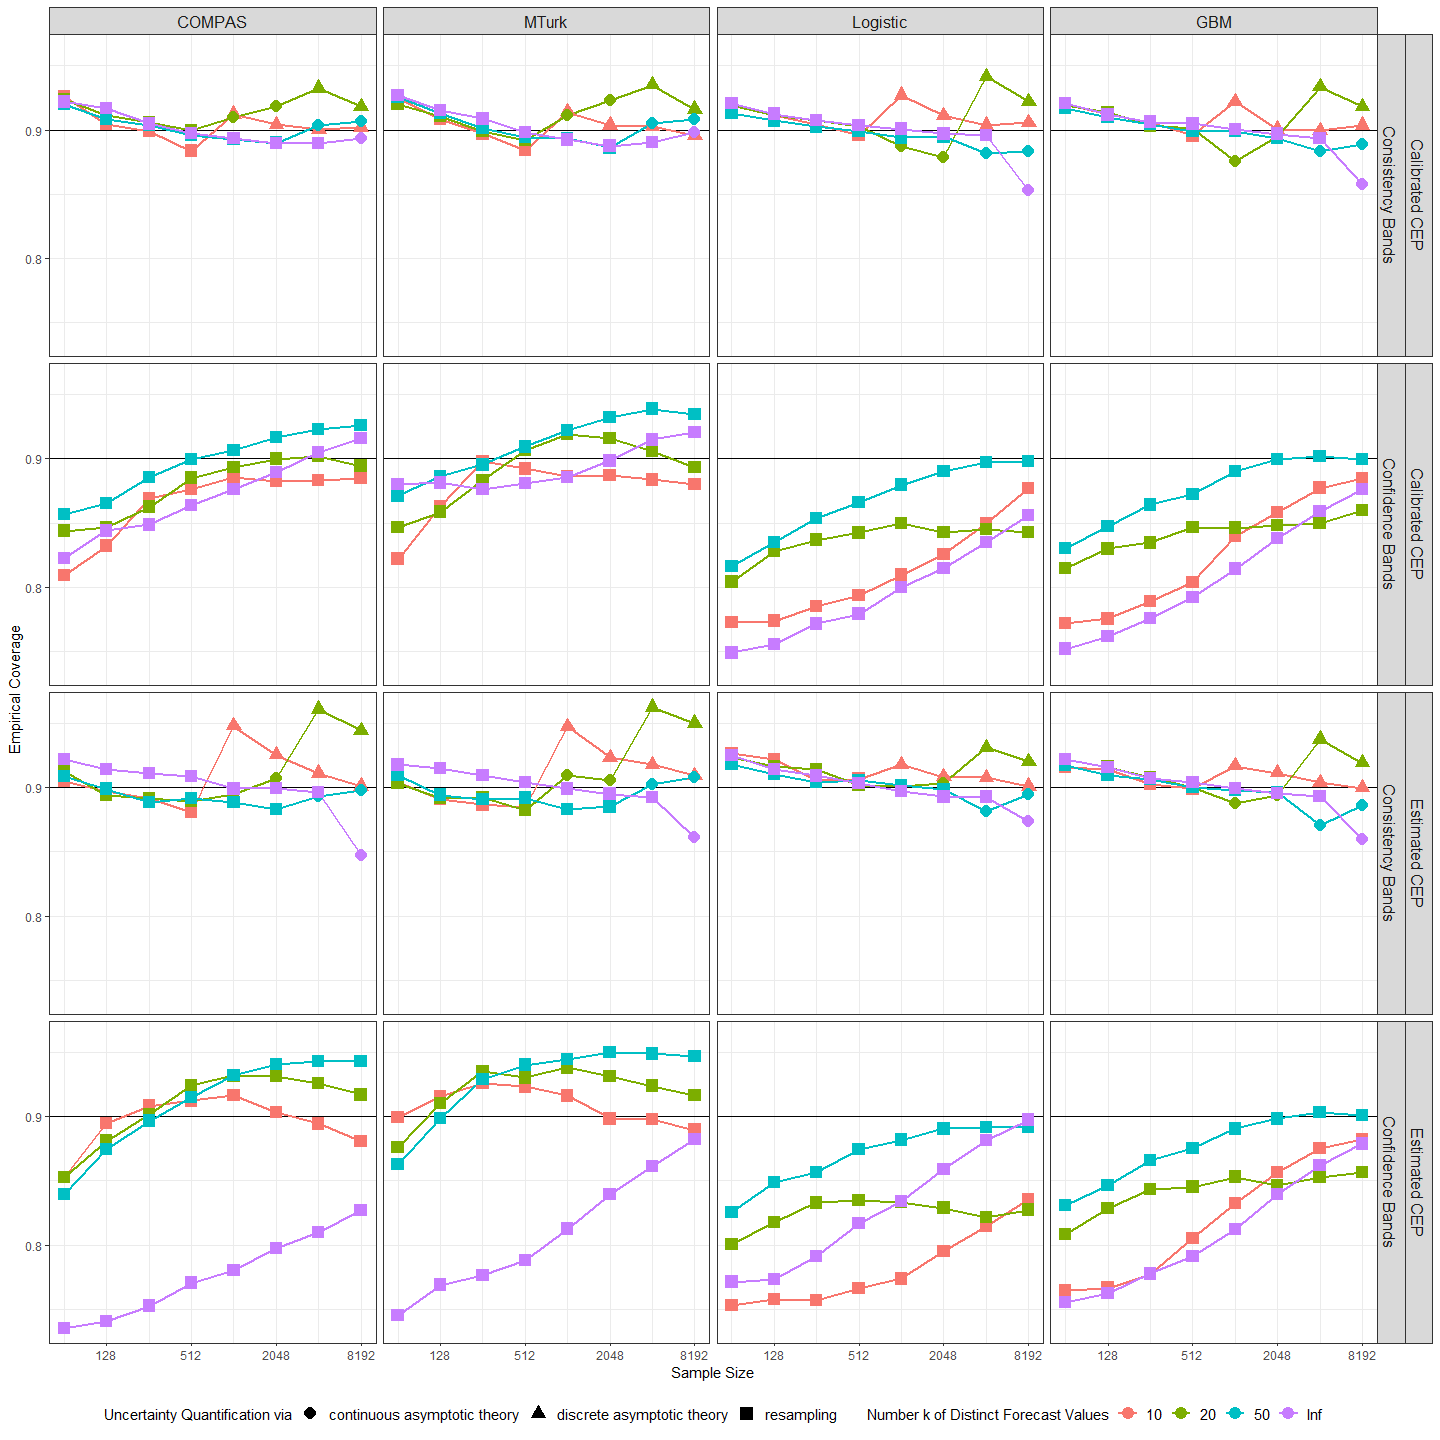 COMPAS
MTurk
Logistic
GBM
Empirical Coverage
0.9
0.8
Consistency Bands
Calibrated CEP
0.9
0.8
Confidence Bands
Calibrated CEP
0.9
0.8
Consistency Bands
Estimated CEP
0.9
0.8
Confidence Bands
Estimated CEP
128 512 2048 8192
128 512 2048 8192
128 512 2048 8192
128 512 2048 8192
Sample Size
Uncertainty Quantification via continuous asymptotic theory discrete asymptotic theory resampling
Number k of Distinct Forecast Values 10 20 50 Inf